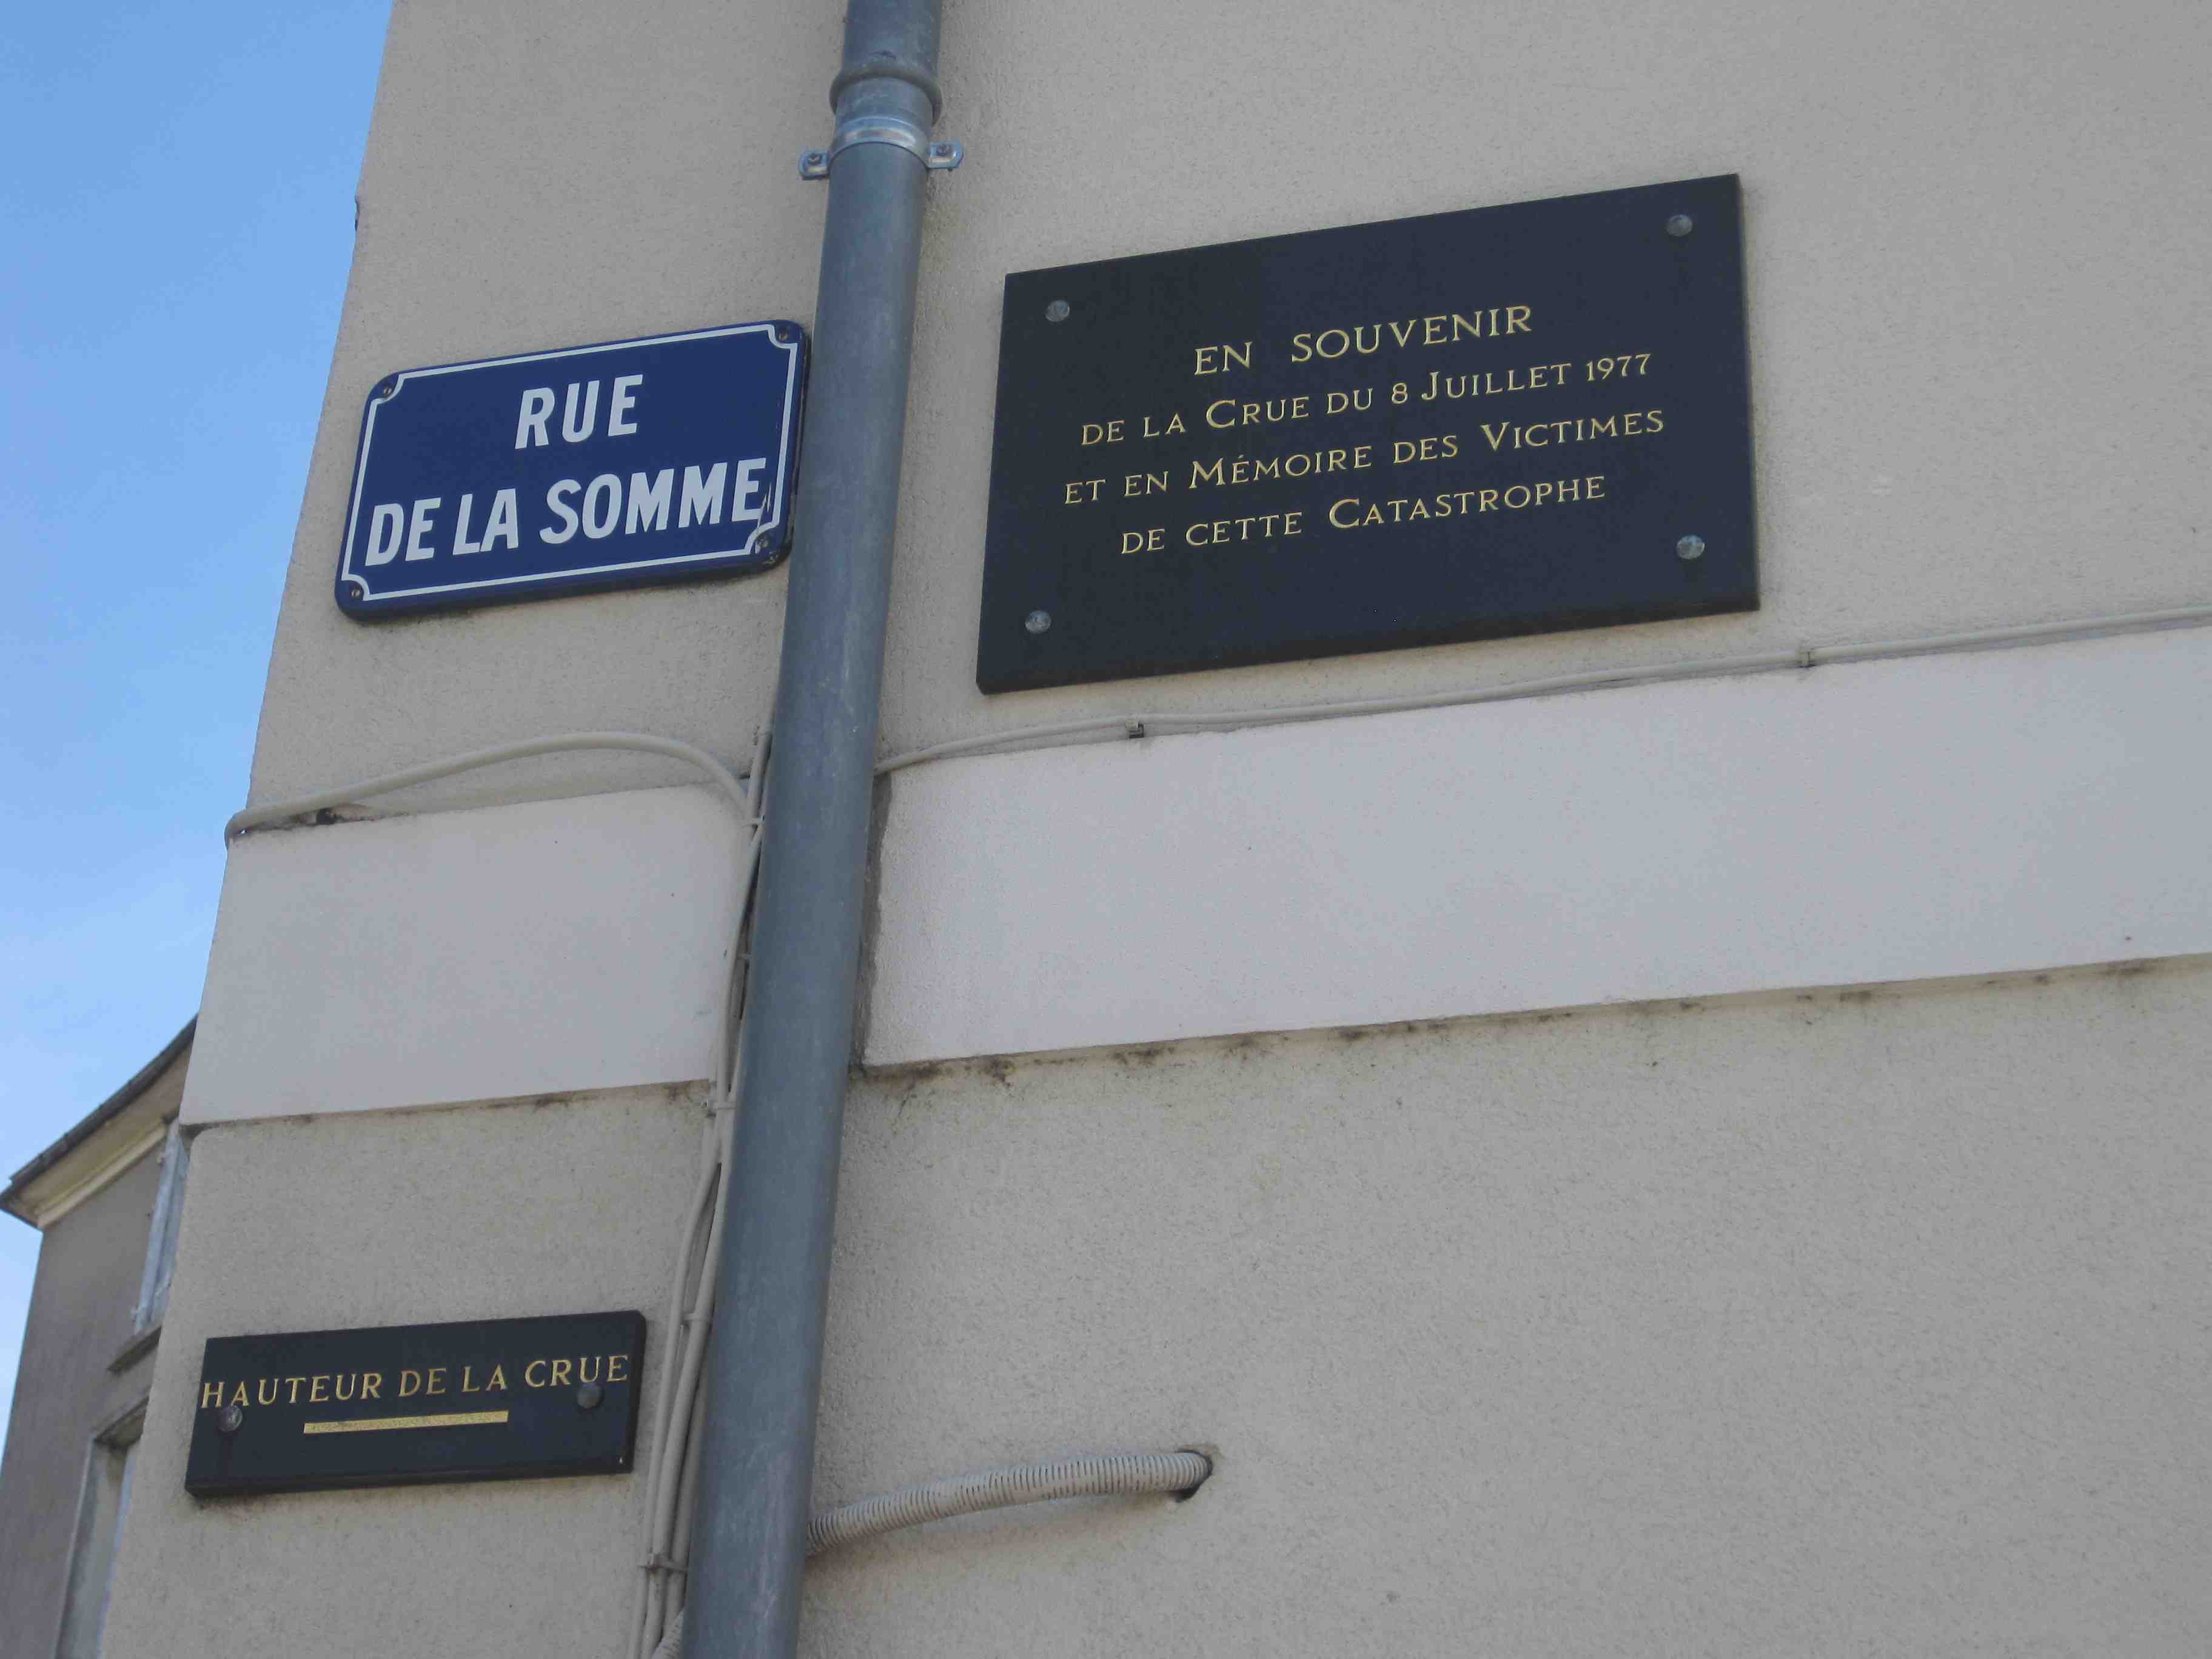 RUE
DE LA SOMME
EN SOUVENIR
DE LA CRUE DU 8 JUILLET 1977
ET EN MÉMOIRE DES VICTIMES
DE CETTE CATASTROPHE
HAUTEUR DE LA CRUE